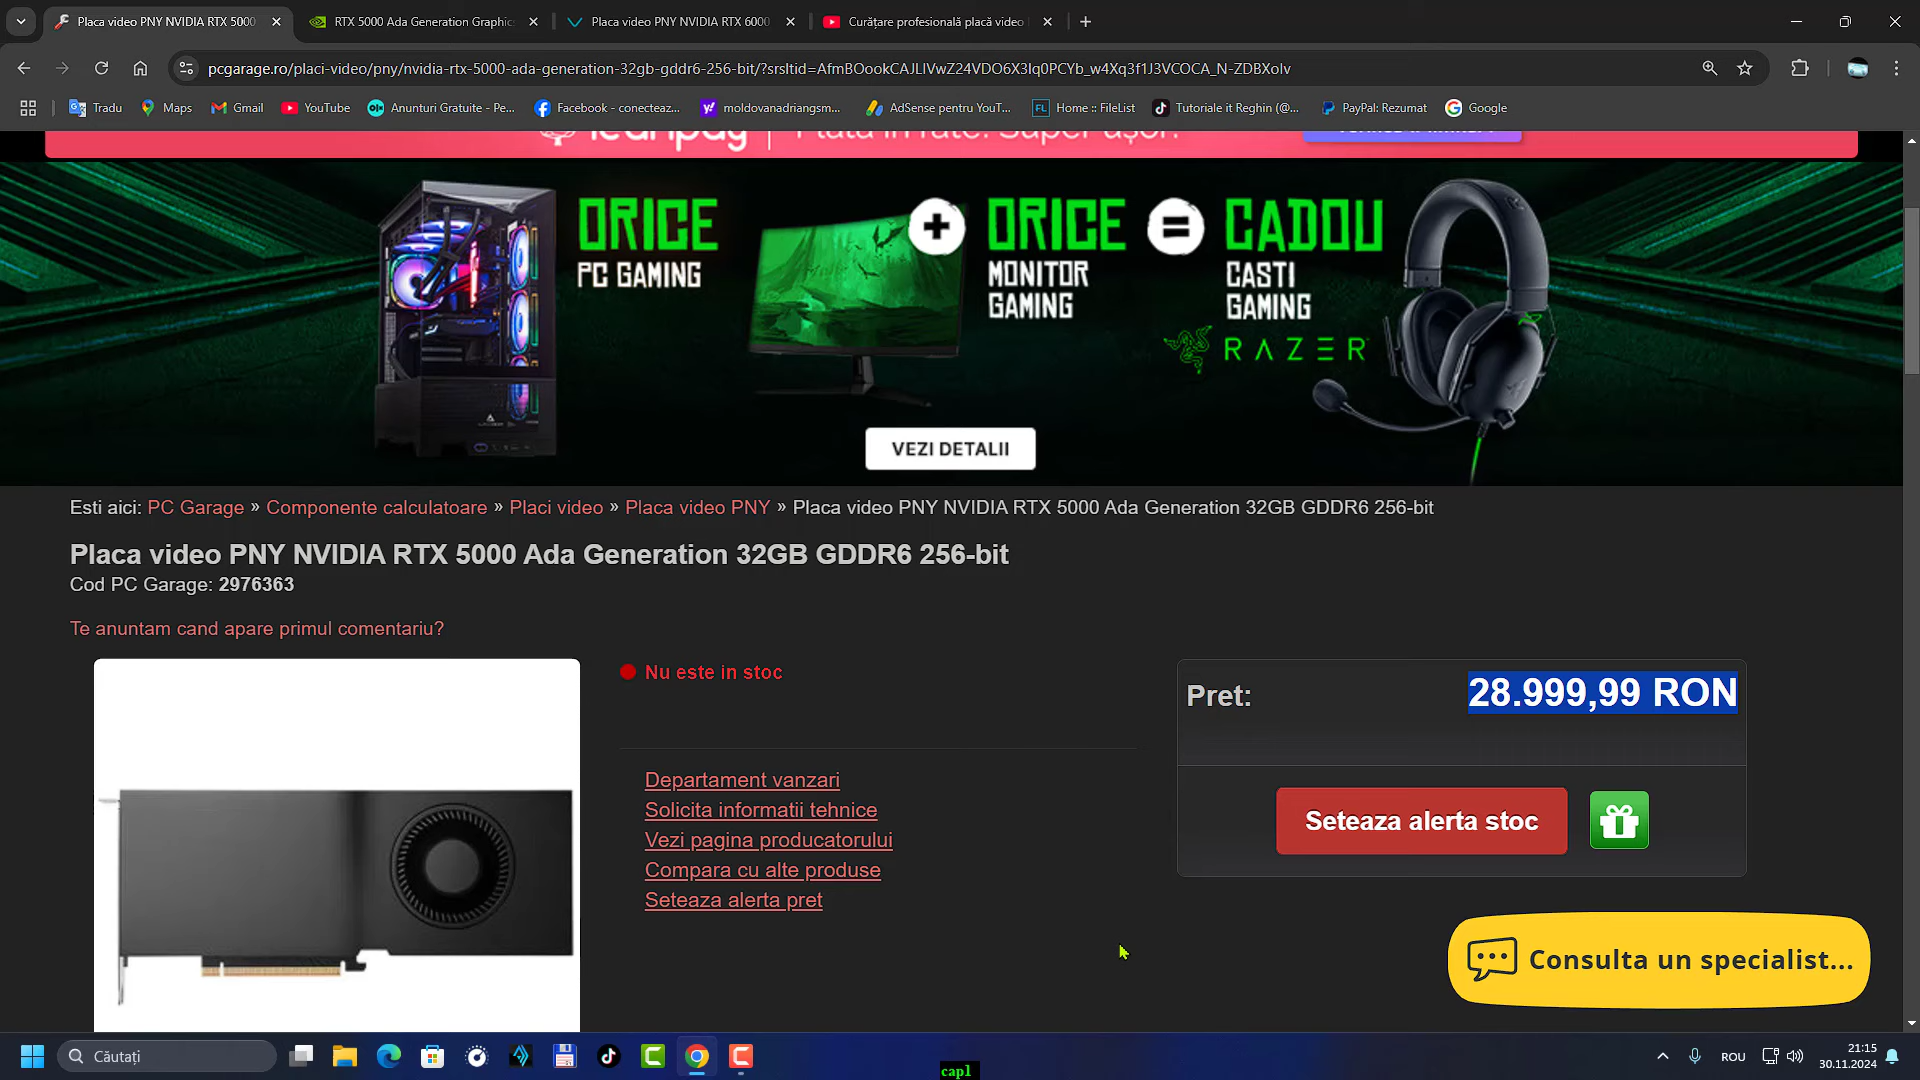 Placa video PNY NVIDIA RTX 5000
RTX 5000 Ada Generation Graphic
Placa video PNY NVIDIA RTX 6000
Curățare profesională placă video
pcgarage.ro/placi-video/pny/nvidia-rtx-5000-ada-generation-32gb-gddr6-256-bit/?srsltid=AfmBOookCAJLlVwZ24VDO6X3Iq0PCYb_w4Xq3f1J3VCOCA_N-ZDBXolv
Tradu
Maps
Gmail
YouTube
Anunturi Gratuite - Pe...
Facebook - conecteaz...
moldovanadriangsm...
AdSense pentru YouT...
Home :: FileList
Tutoriale it Reghin (@...
PayPal: Rezumat
Google
ORICE
PC GAMING
ORICE
MONITOR
GAMING
CADOU
CASTI
GAMING
RAZER
VEZI DETALII
Esti aici: PC Garage » Componente calculatoare » Placi video » Placa video PNY » Placa video PNY NVIDIA RTX 5000 Ada Generation 32GB GDDR6 256-bit
Placa video PNY NVIDIA RTX 5000 Ada Generation 32GB GDDR6 256-bit
Cod PC Garage: 2976363
Te anuntam cand apare primul comentariu?
Nu este in stoc
Pret: 28.999,99 RON
Departament vanzari
Solicita informatii tehnice
Vezi pagina producatorului
Compara cu alte produse
Seteaza alerta pret
Seteaza alerta stoc
Consulta un specialist...
Căutați
capl
ROU
21:15
30.11.2024